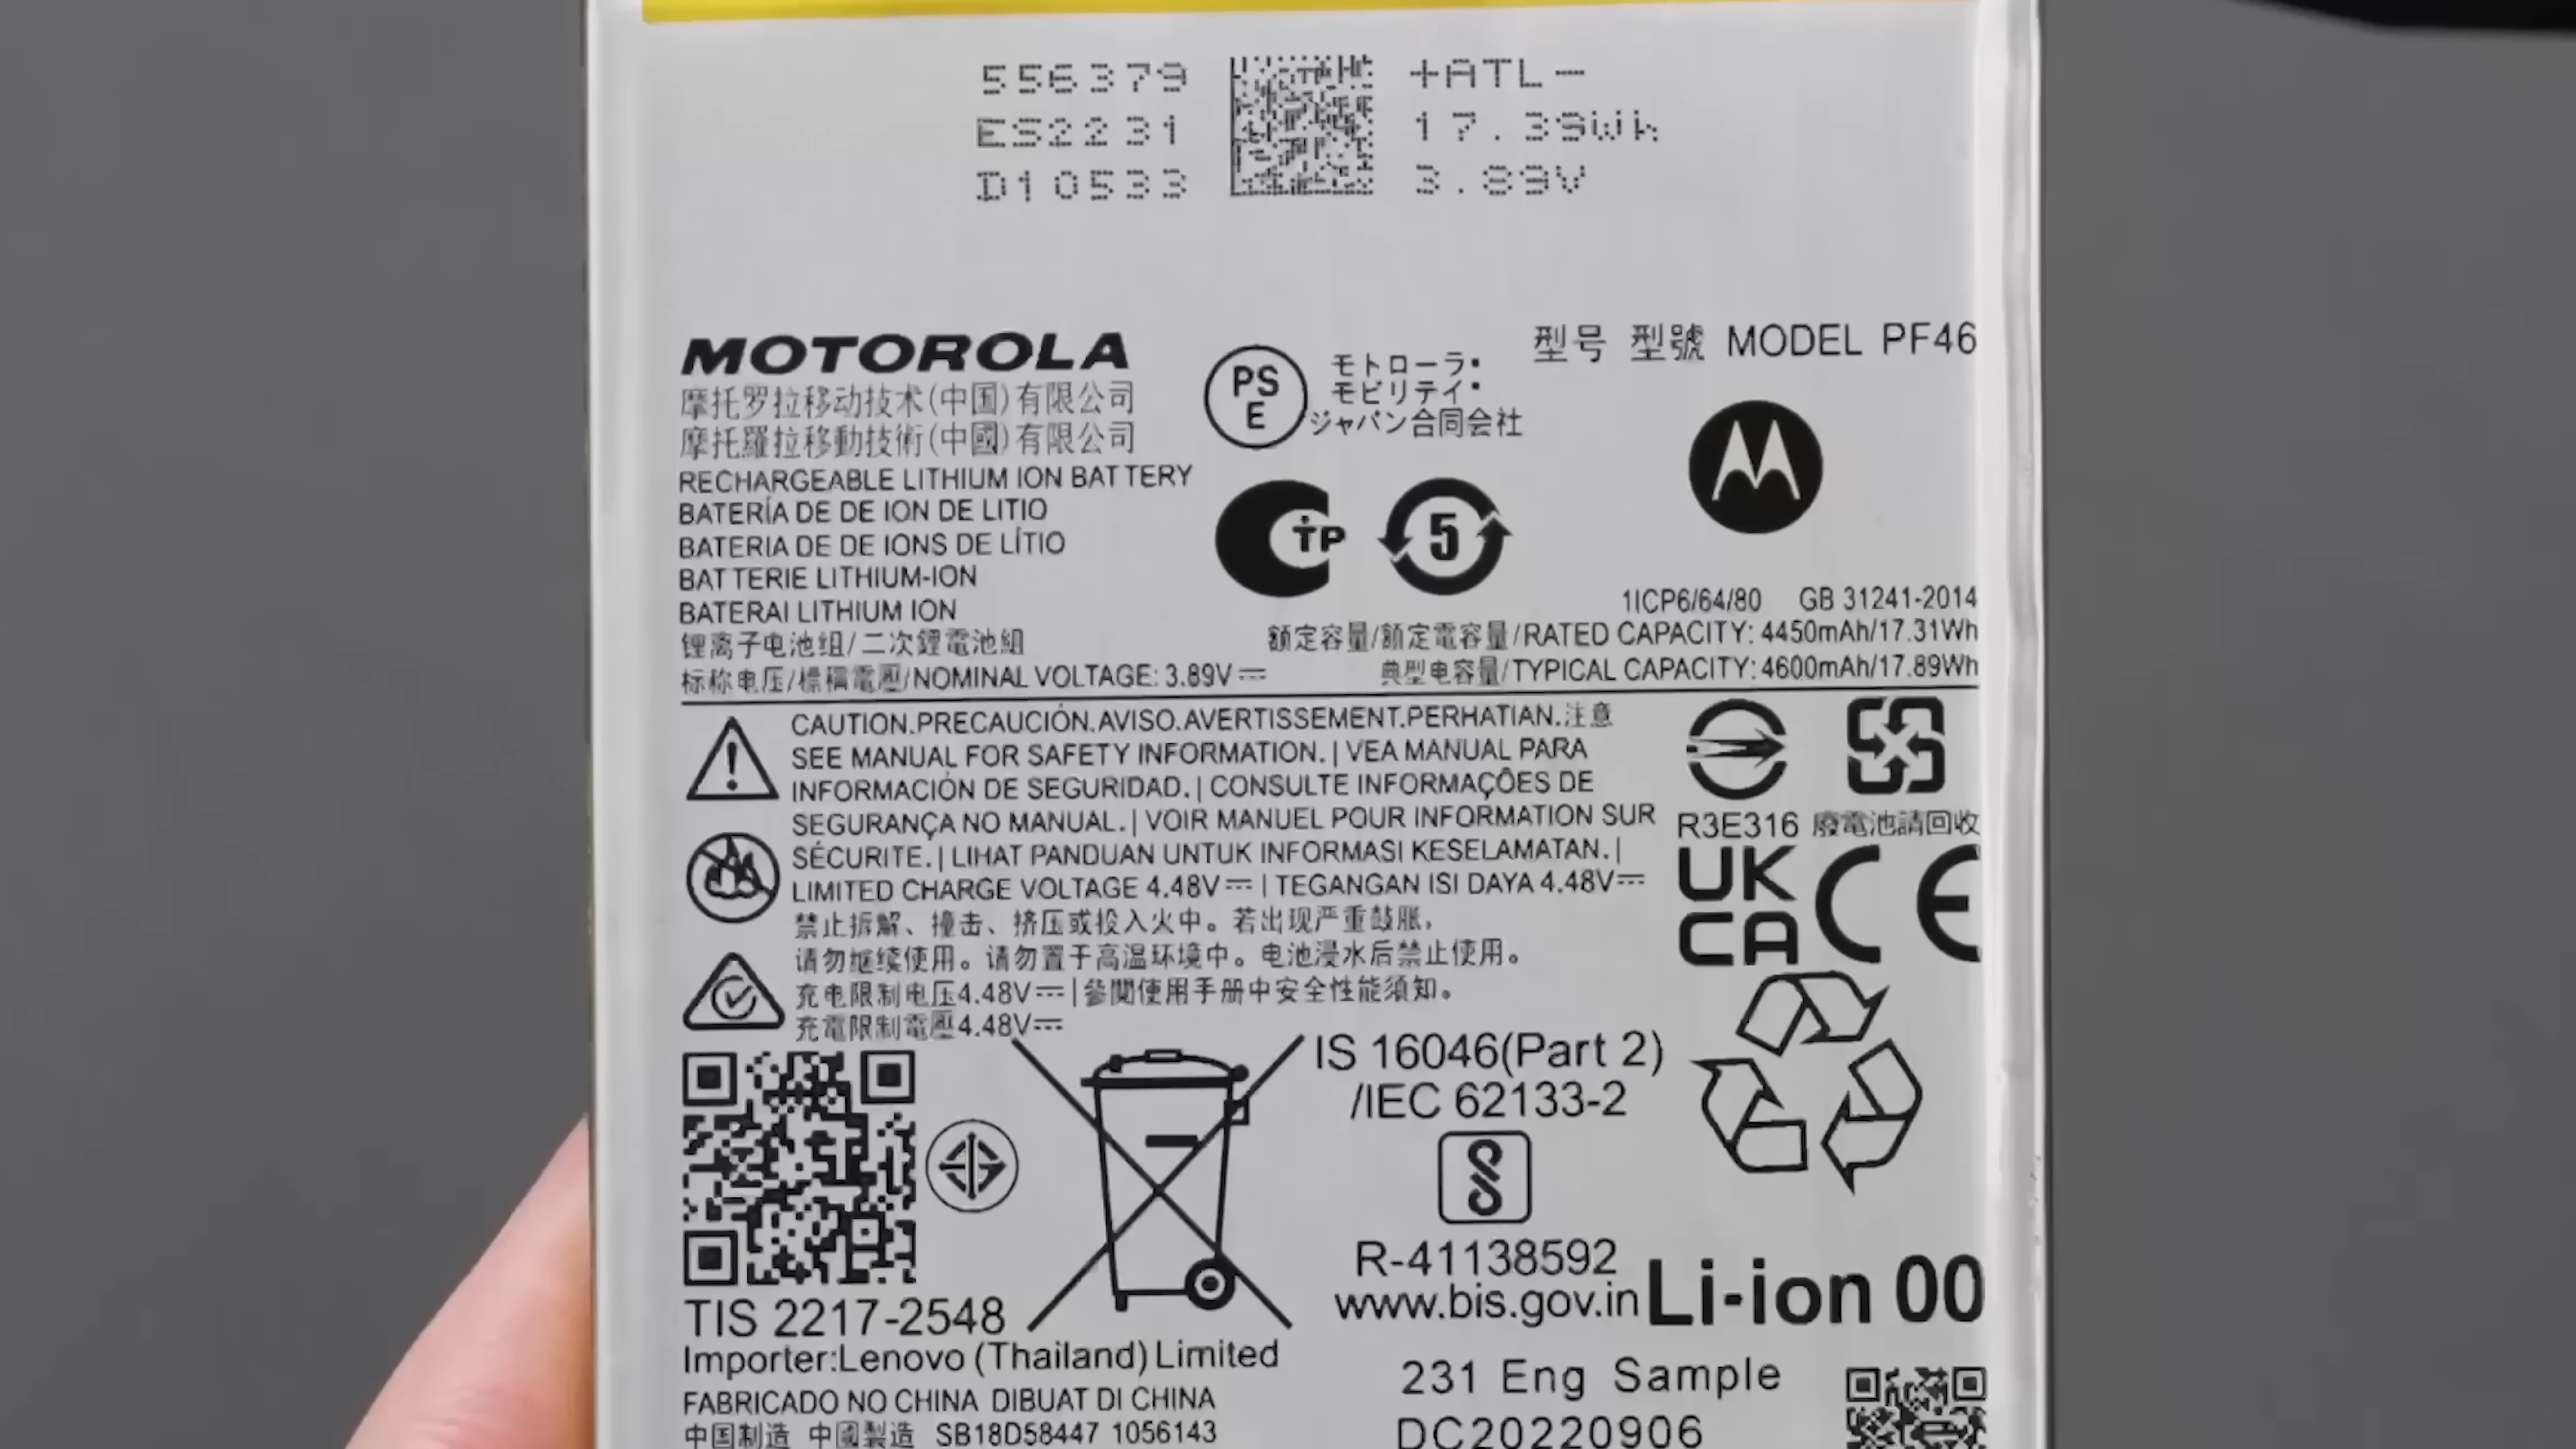 556379
ES2231
D10533
+ATL-
17.39Wh
3.89V
MOTOROLA
摩托罗拉移动技术(中国)有限公司
摩托羅拉移動技術(中國)有限公司
RECHARGEABLE LITHIUM ION BATTERY
BATERÍA DE DE ION DE LITIO
BATERIA DE DE IONS DE LÍTIO
BATTERIE LITHIUM-ION
BATERAI LITHIUM ION
锂离子电池组/二次鋰電池組
标称电压/標稱電壓/NOMINAL VOLTAGE: 3.89V⎓
PS
E
モトローラ・
モビリティ・
ジャパン合同会社
型号 型號 MODEL PF46
TP
5
1ICP6/64/80 GB 31241-2014
額定容量/額定電容量/RATED CAPACITY: 4450mAh/17.31Wh
典型电容量/TYPICAL CAPACITY: 4600mAh/17.89Wh
CAUTION.PRECAUCIÓN.AVISO.AVERTISSEMENT.PERHATIAN.注意
SEE MANUAL FOR SAFETY INFORMATION. | VEA MANUAL PARA
INFORMACIÓN DE SEGURIDAD. | CONSULTE INFORMAÇÕES DE
SEGURANÇA NO MANUAL. | VOIR MANUEL POUR INFORMATION SUR
SÉCURITE. | LIHAT PANDUAN UNTUK INFORMASI KESELAMATAN. |
LIMITED CHARGE VOLTAGE 4.48V⎓ | TEGANGAN ISI DAYA 4.48V⎓
禁止拆解、撞击、挤压或投入火中。若出现严重鼓胀,
请勿继续使用。请勿置于高温环境中。电池浸水后禁止使用。
充电限制电压4.48V⎓ | 參閱使用手册中安全性能須知。
充電限制電壓4.48V⎓
R3E316 廢電池請回收
UK
CA
CE
IS 16046(Part 2)
/IEC 62133-2
R-41138592
www.bis.gov.in
Li-ion 00
TIS 2217-2548
Importer:Lenovo (Thailand) Limited
FABRICADO NO CHINA DIBUAT DI CHINA
中国制造 中國製造 SB18D58447 1056143
231 Eng Sample
DC20220906